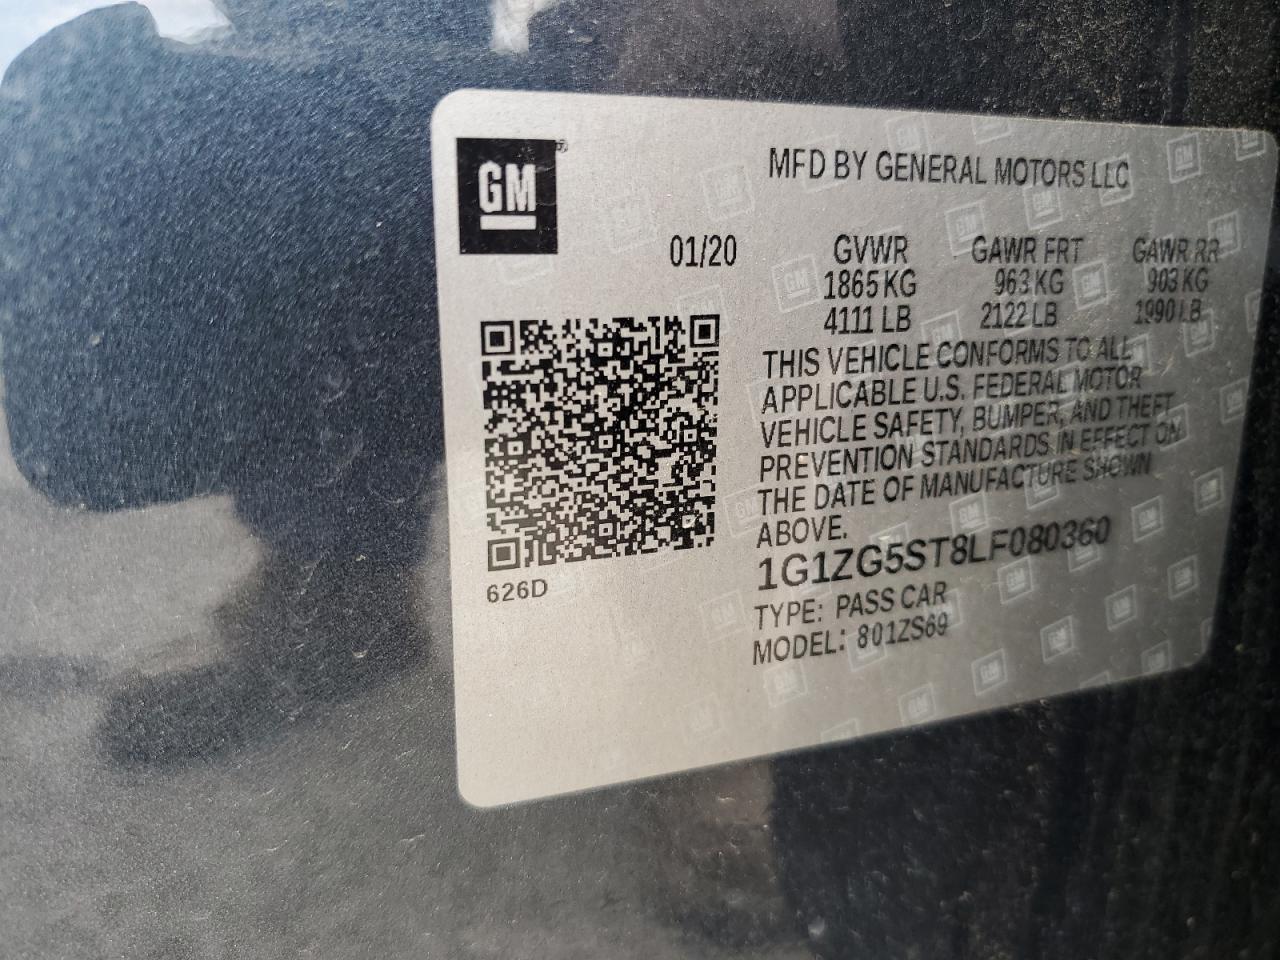 GM
MFD BY GENERAL MOTORS LLC
01/20 GVWR GAWR FRT GAWR RR
1865 KG 963 KG 903 KG
4111 LB 2122 LB 1990 LB
THIS VEHICLE CONFORMS TO ALL
APPLICABLE U.S. FEDERAL MOTOR
VEHICLE SAFETY, BUMPER, AND THEFT
PREVENTION STANDARDS IN EFFECT ON
THE DATE OF MANUFACTURE SHOWN
ABOVE.
1G1ZG5ST8LF080360
626D
TYPE: PASS CAR
MODEL: 801ZS69